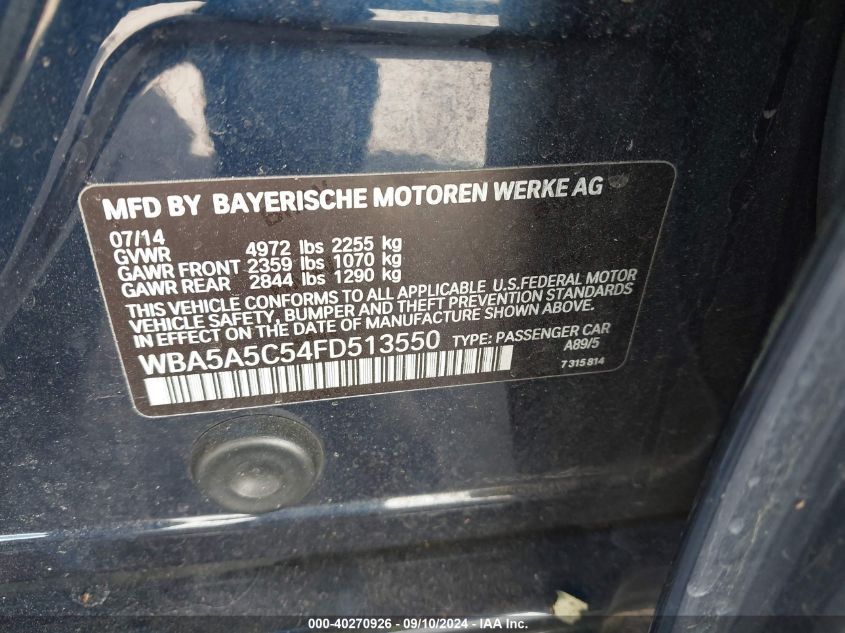 MFD BY BAYERISCHE MOTOREN WERKE AG
07/14
GVWR 4972 lbs 2255 kg
GAWR FRONT 2359 lbs 1070 kg
GAWR REAR 2844 lbs 1290 kg
THIS VEHICLE CONFORMS TO ALL APPLICABLE U.S.FEDERAL MOTOR
VEHICLE SAFETY, BUMPER AND THEFT PREVENTION STANDARDS
IN EFFECT ON THE DATE OF MANUFACTURE SHOWN ABOVE.
WBA5A5C54FD513550 TYPE: PASSENGER CAR
A89/5
7 315 814
000-40270926 - 09/10/2024 - IAA Inc.